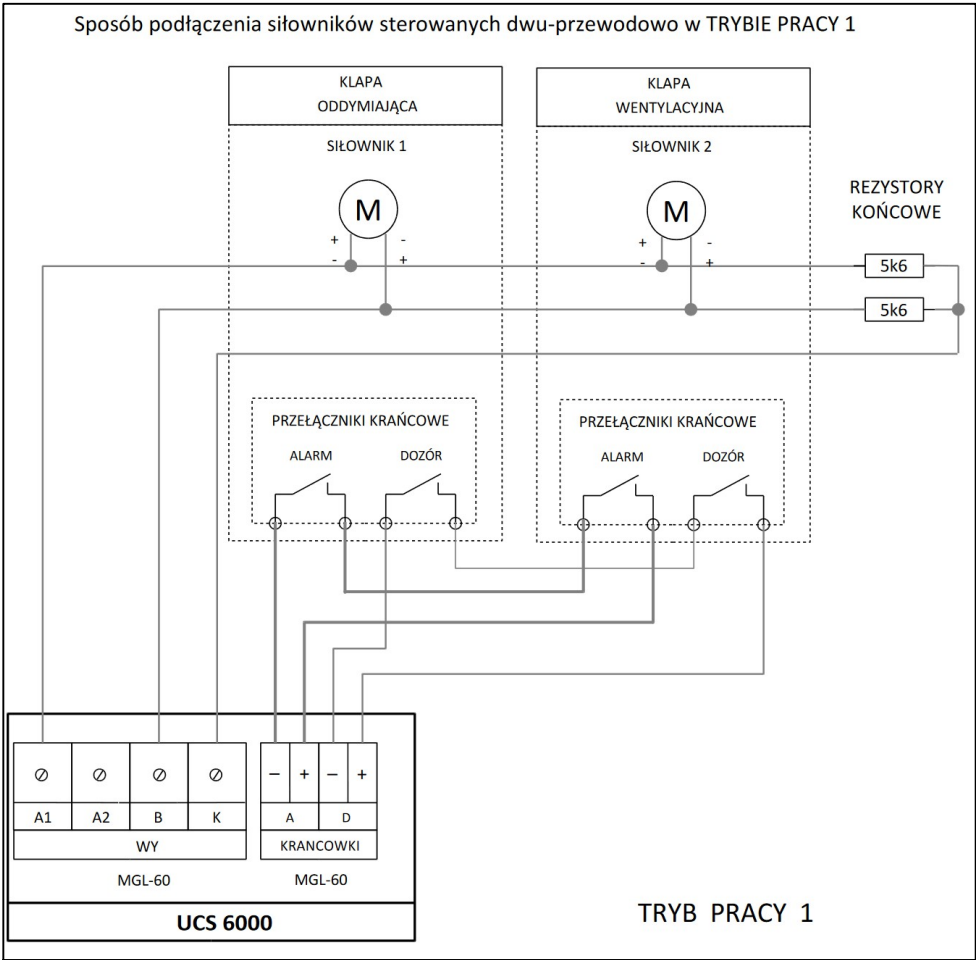 Sposób podłączenia siłowników sterowanych dwu-przewodowo w TRYBIE PRACY 1
KLAPA
ODDYMIAJĄCA
KLAPA
WENTYLACYJNA
SIŁOWNIK 1
SIŁOWNIK 2
REZYSTORY
KOŃCOWE
M
M
+ -
- +
+ -
- +
5k6
5k6
PRZEŁĄCZNIKI KRAŃCOWE
PRZEŁĄCZNIKI KRAŃCOWE
ALARM DOZÓR
ALARM DOZÓR
− + − +
A1 A2 B K
A D
WY
KRANCOWKI
MGL-60
MGL-60
UCS 6000
TRYB PRACY 1